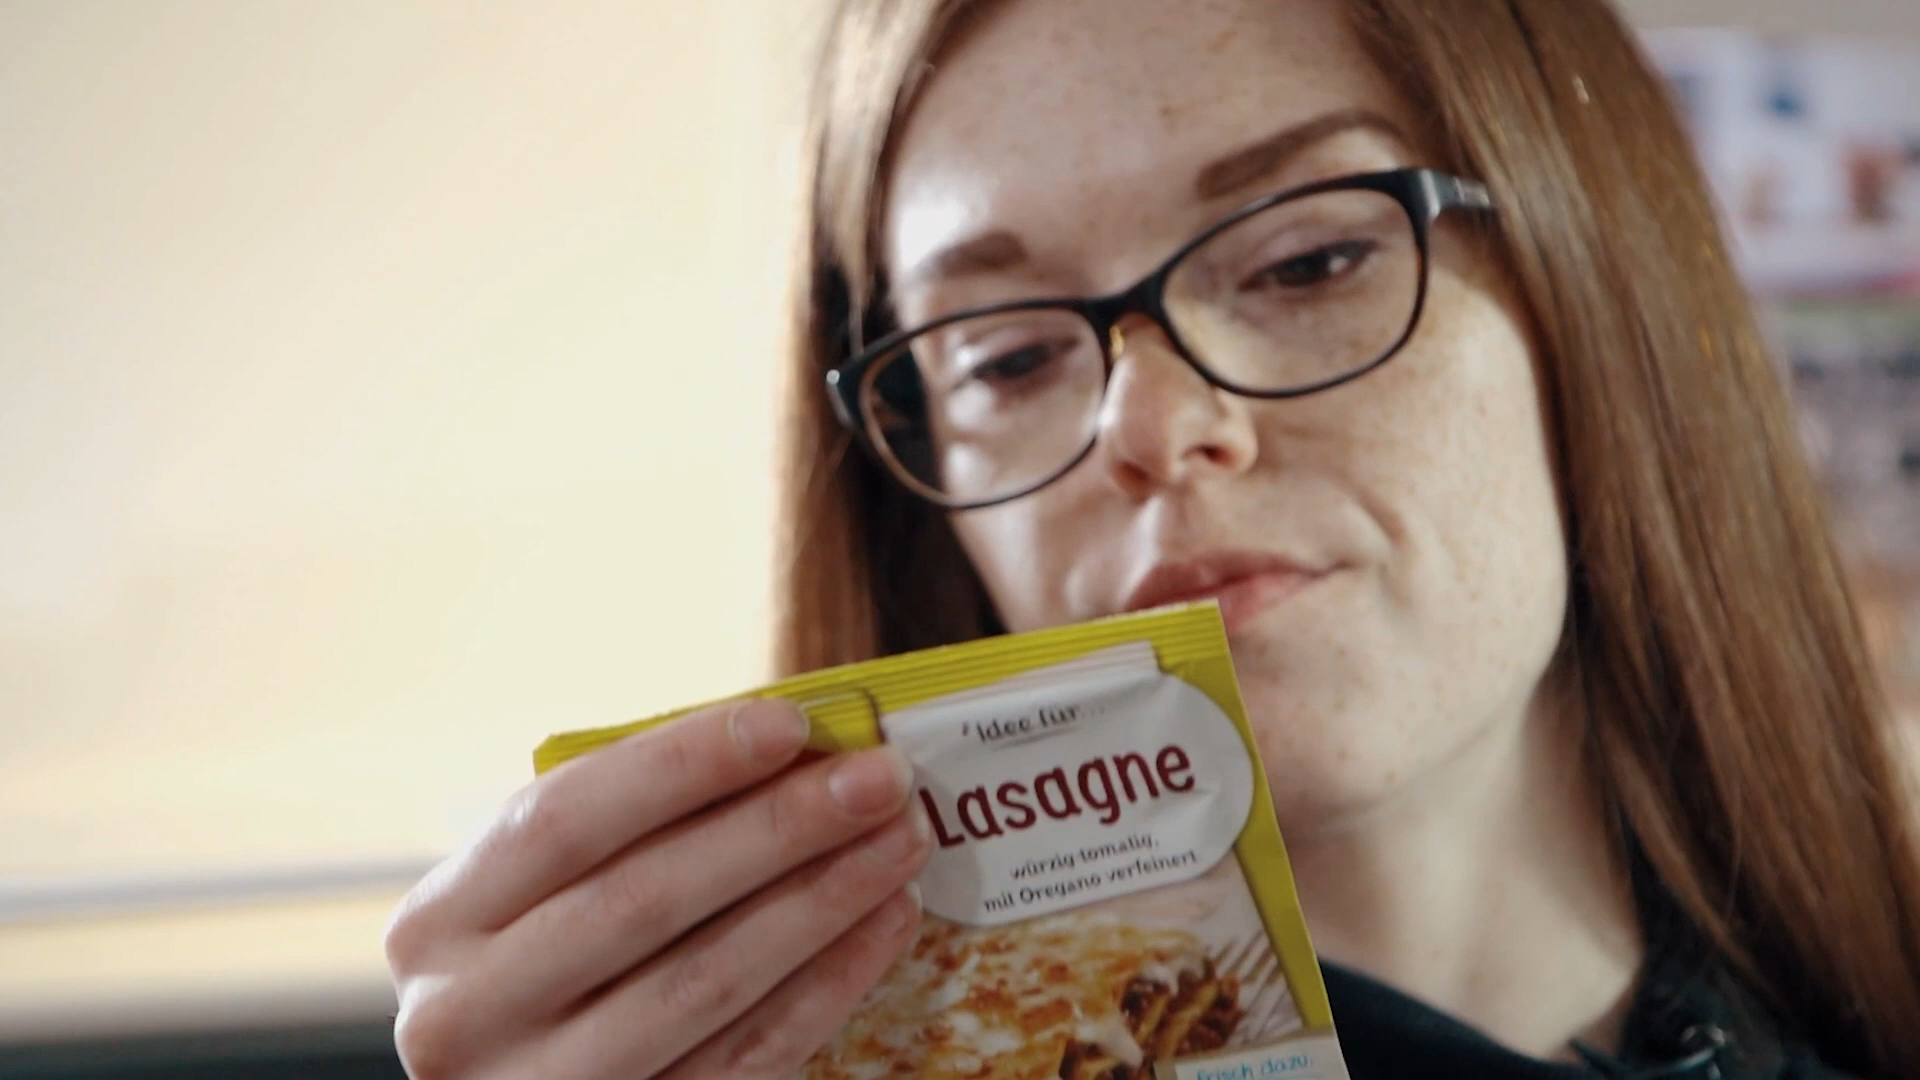 Idee für...
Lasagne
würzig-tomatig,
mit Oregano verfeinert
frisch dazu: